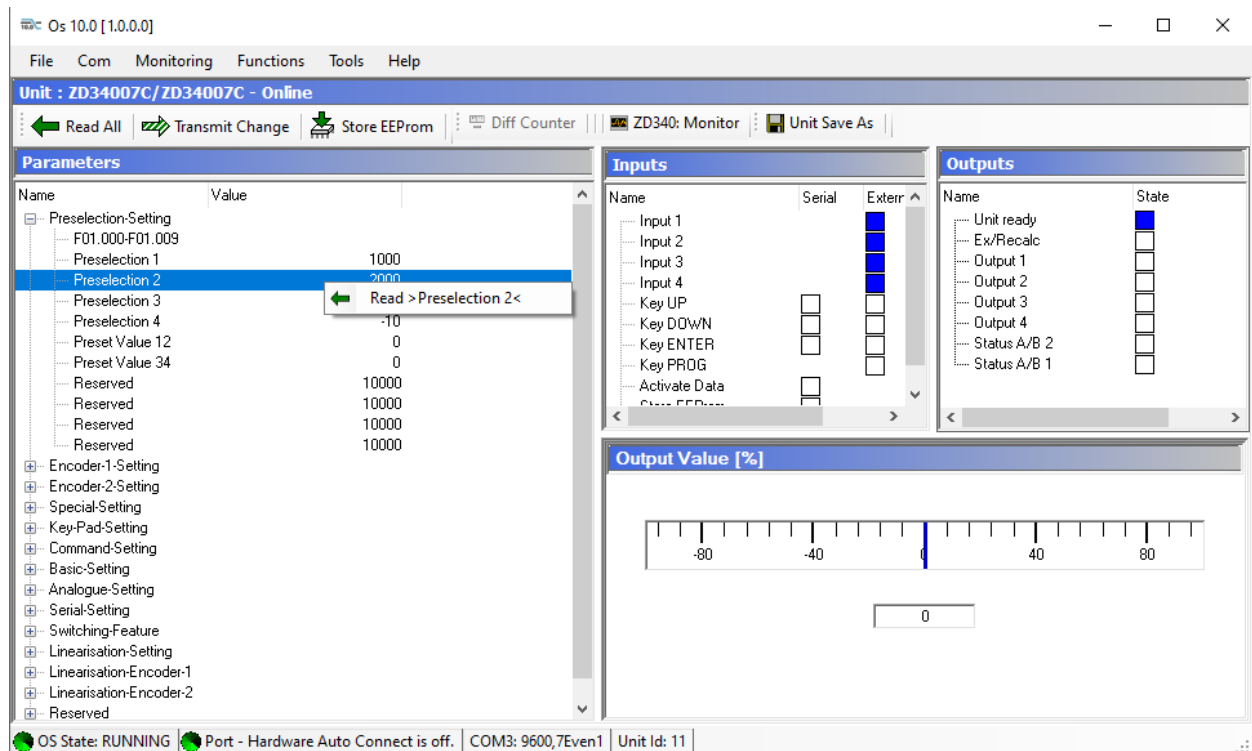 Os 10.0 [1.0.0.0]
File Com Monitoring Functions Tools Help
Unit : ZD34007C/ZD34007C - Online
Read All Transmit Change Store EEProm Diff Counter ZD340: Monitor Unit Save As
Parameters
Name Value
Preselection-Setting
F01.000-F01.009
Preselection 1 1000
Preselection 2 2000
Read >Preselection 2<
Preselection 3
Preselection 4 -10
Preset Value 12 0
Preset Value 34 0
Reserved 10000
Reserved 10000
Reserved 10000
Reserved 10000
Encoder-1-Setting
Encoder-2-Setting
Special-Setting
Key-Pad-Setting
Command-Setting
Basic-Setting
Analogue-Setting
Serial-Setting
Switching-Feature
Linearisation-Setting
Linearisation-Encoder-1
Linearisation-Encoder-2
Reserved
Inputs
Name Serial Extern
Input 1
Input 2
Input 3
Input 4
Key UP
Key DOWN
Key ENTER
Key PROG
Activate Data
Store EEProm
Outputs
Name State
Unit ready
Ex/Recalc
Output 1
Output 2
Output 3
Output 4
Status A/B 2
Status A/B 1
Output Value [%]
-80 -40 0 40 80
0
OS State: RUNNING Port - Hardware Auto Connect is off. COM3: 9600,7Even1 Unit Id: 11